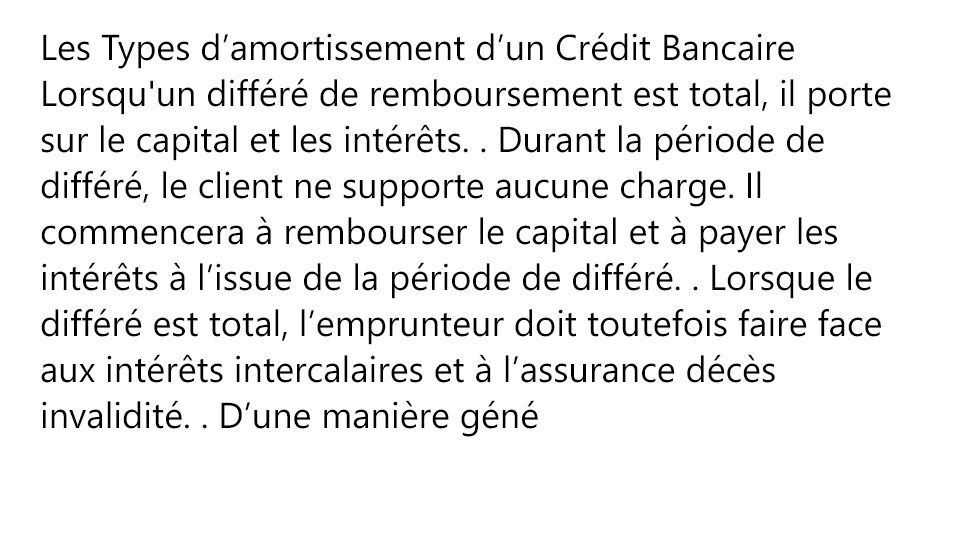 Les Types d’amortissement d’un Crédit Bancaire
Lorsqu'un différé de remboursement est total, il porte
sur le capital et les intérêts. . Durant la période de
différé, le client ne supporte aucune charge. Il
commencera à rembourser le capital et à payer les
intérêts à l’issue de la période de différé. . Lorsque le
différé est total, l’emprunteur doit toutefois faire face
aux intérêts intercalaires et à l’assurance décès
invalidité. . D’une manière géné